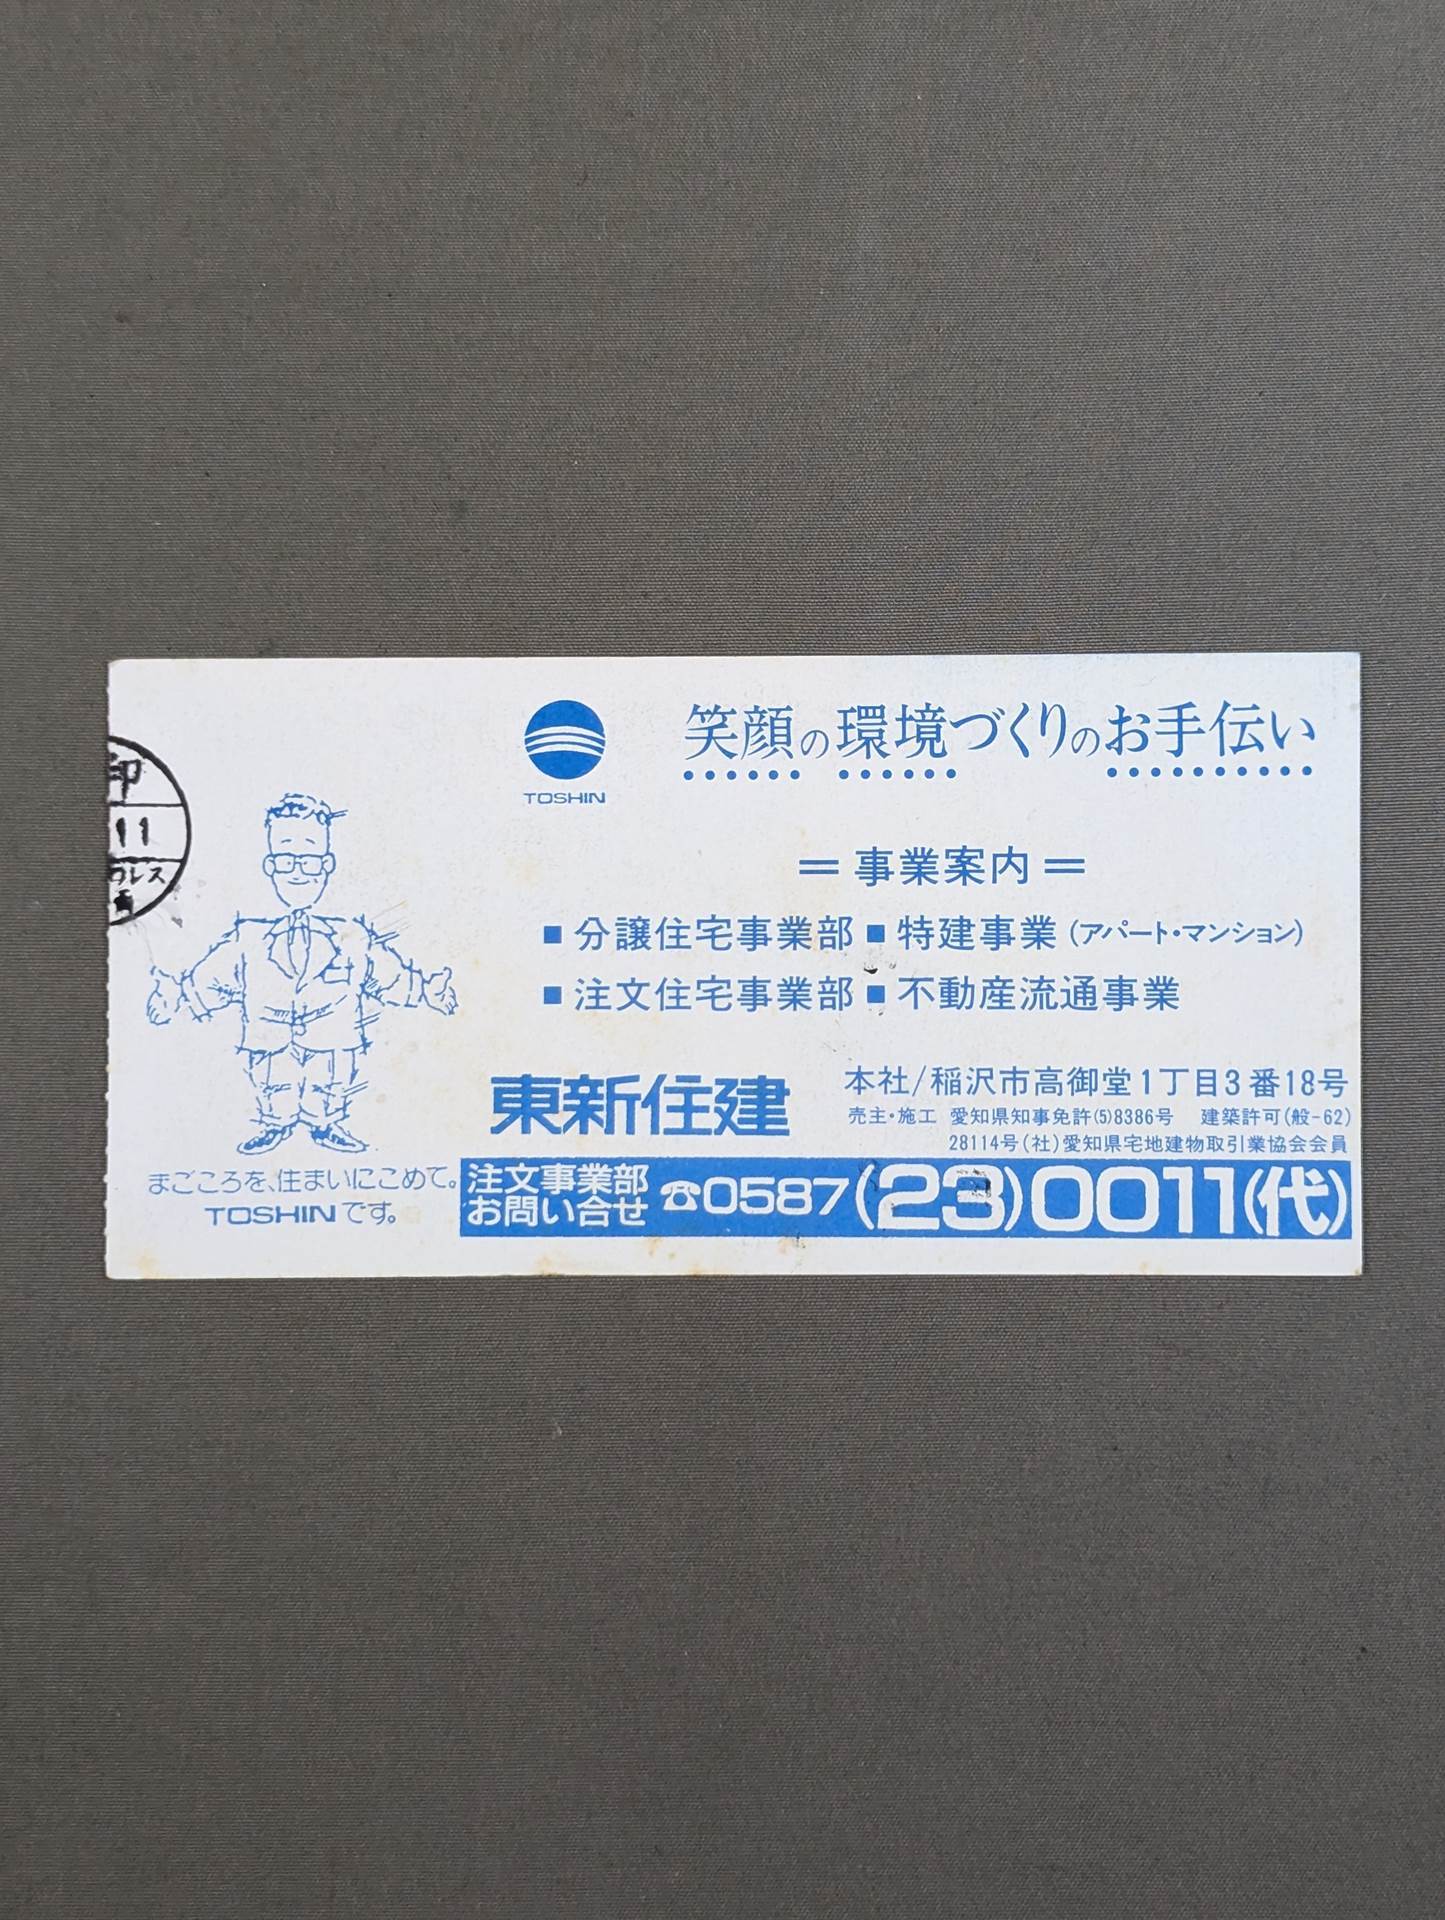 印
11
ロレス
TOSHIN
笑顔の環境づくりのお手伝い
＝事業案内＝
■分譲住宅事業部■特建事業(アパート・マンション)
■注文住宅事業部■不動産流通事業
東新住建
本社/稲沢市高御堂1丁目3番18号
売主・施工 愛知県知事免許(5)8386号 建築許可(般-62)
28114号(社)愛知県宅地建物取引業協会会員
まごころを、住まいにこめて。
TOSHINです。
注文事業部
お問い合せ
☎0587(23)0011(代)